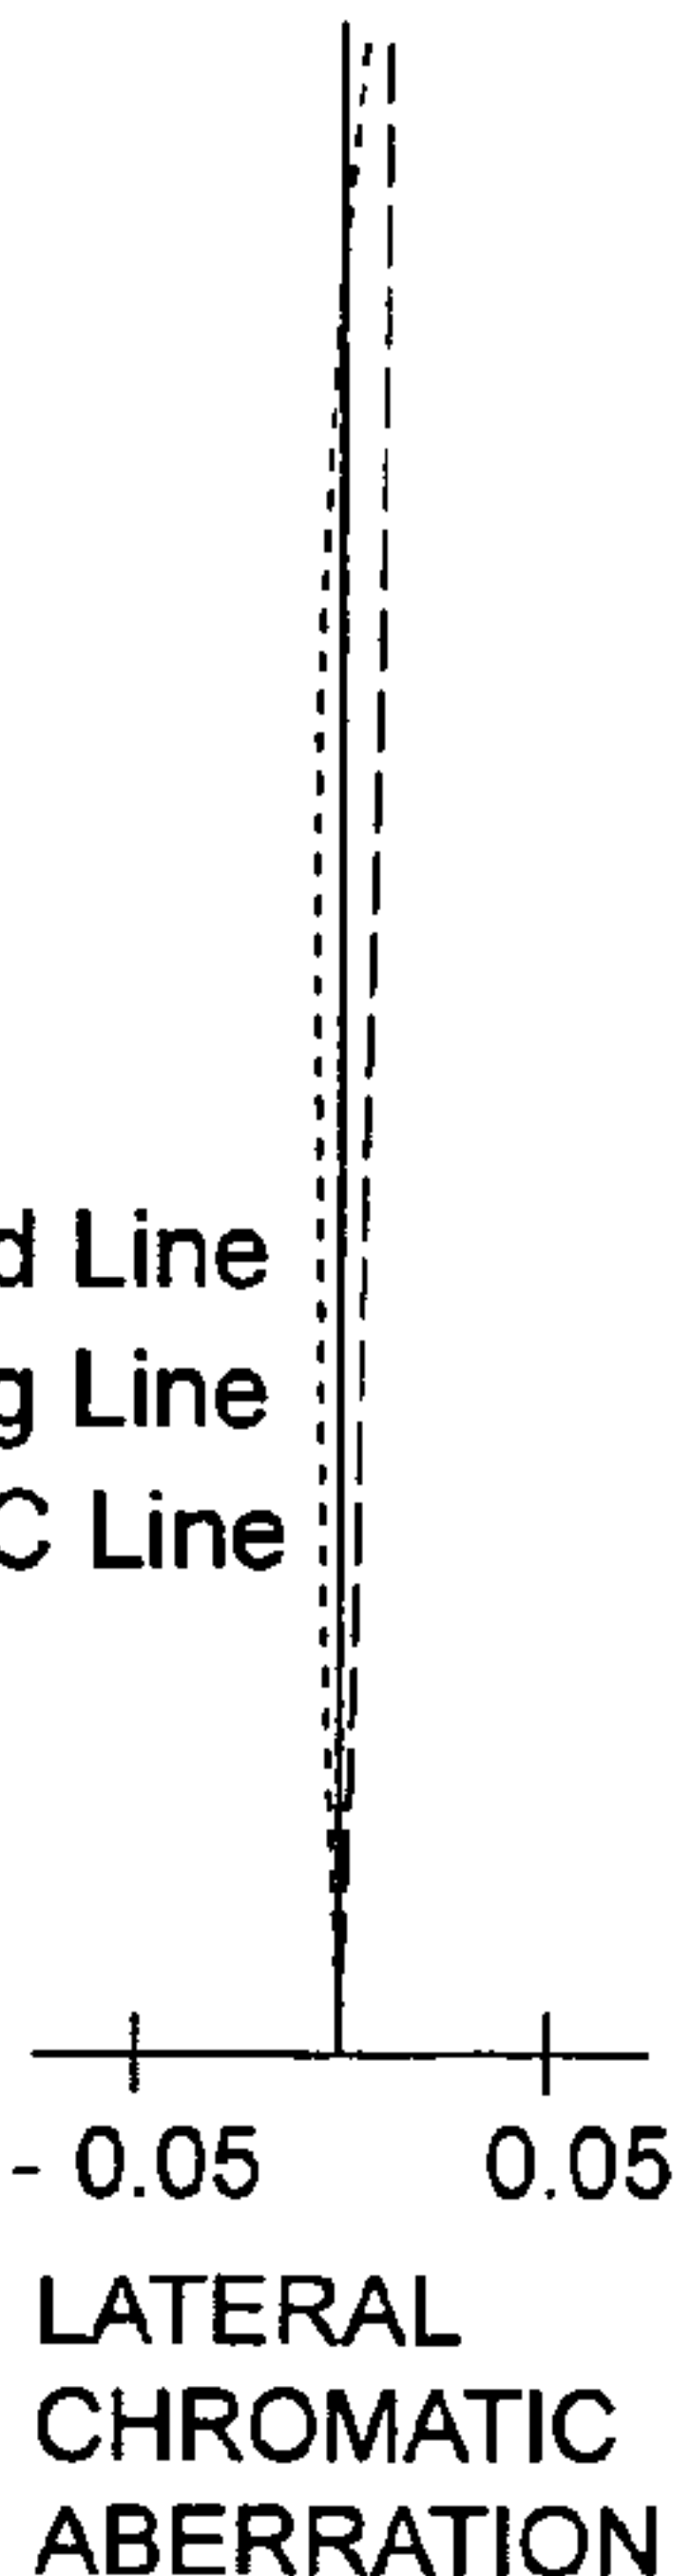 d Line
g Line
C Line
- 0.05 0.05
LATERAL
CHROMATIC
ABERRATION